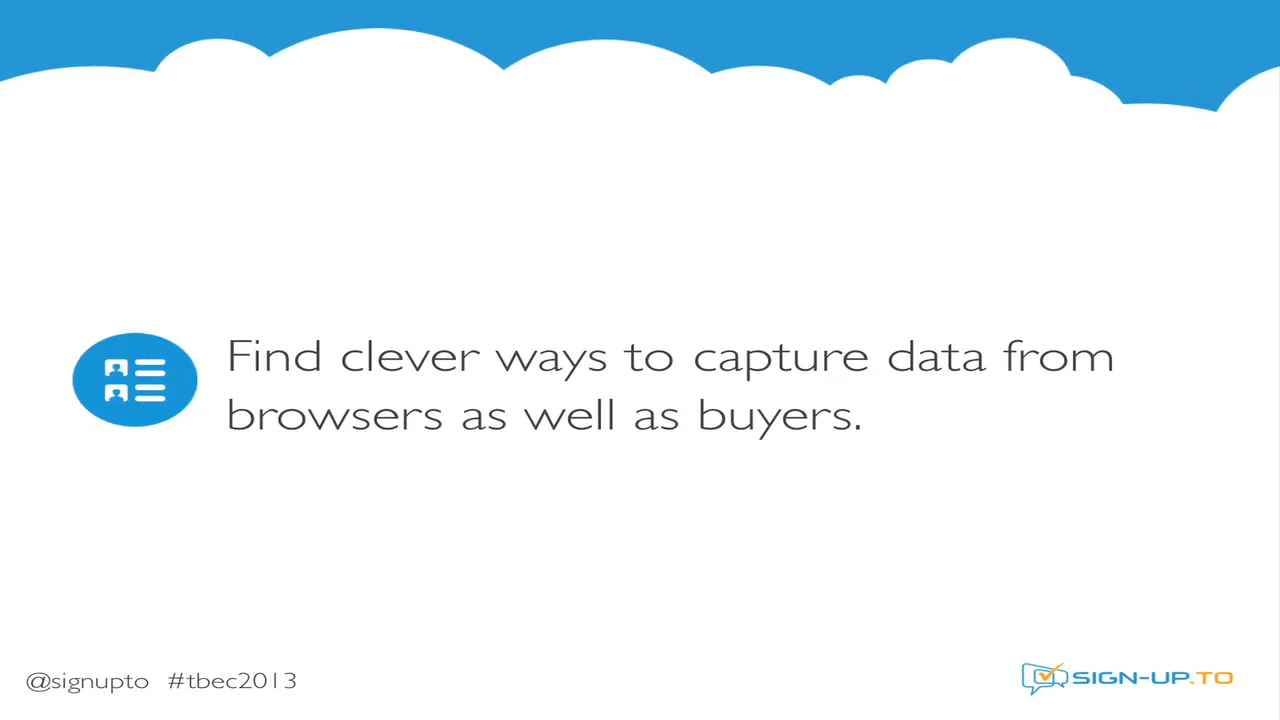 Find clever ways to capture data from
browsers as well as buyers.
@signupto #tbec2013
SIGN-UP.TO